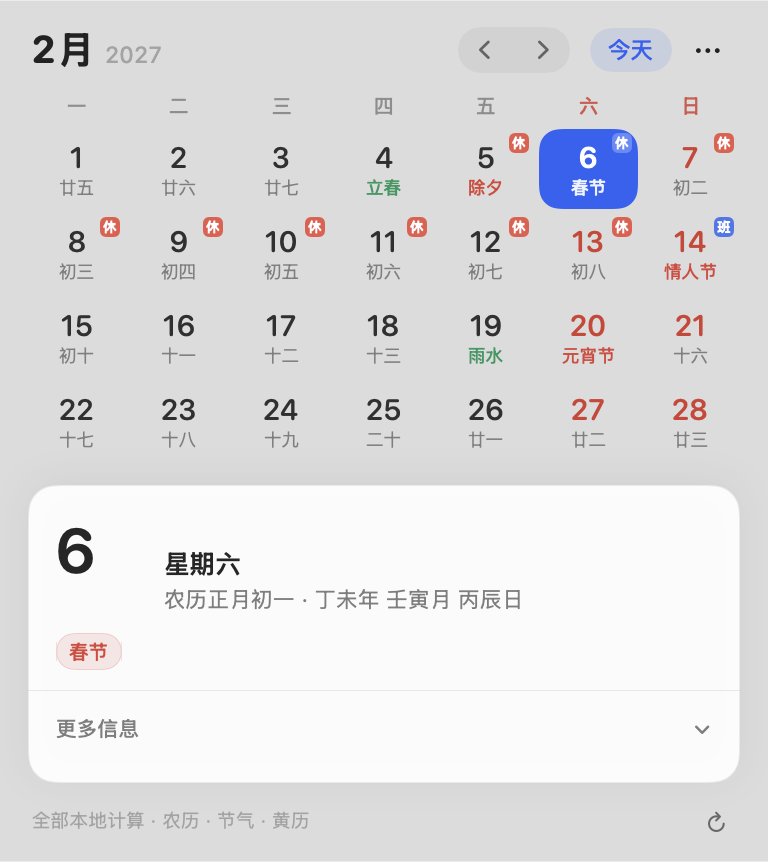 2月 2027 今天 ···
一 二 三 四 五 六 日
1 2 3 4 5 休 6 休 7 休
廿五 廿六 廿七 立春 除夕 春节 初二
8 休 9 休 10 休 11 休 12 休 13 休 14 班
初三 初四 初五 初六 初七 初八 情人节
15 16 17 18 19 20 21
初十 十一 十二 十三 雨水 元宵节 十六
22 23 24 25 26 27 28
十七 十八 十九 二十 廿一 廿二 廿三
6
星期六
农历正月初一 · 丁未年 壬寅月 丙辰日
春节
更多信息
全部本地计算 · 农历 · 节气 · 黄历